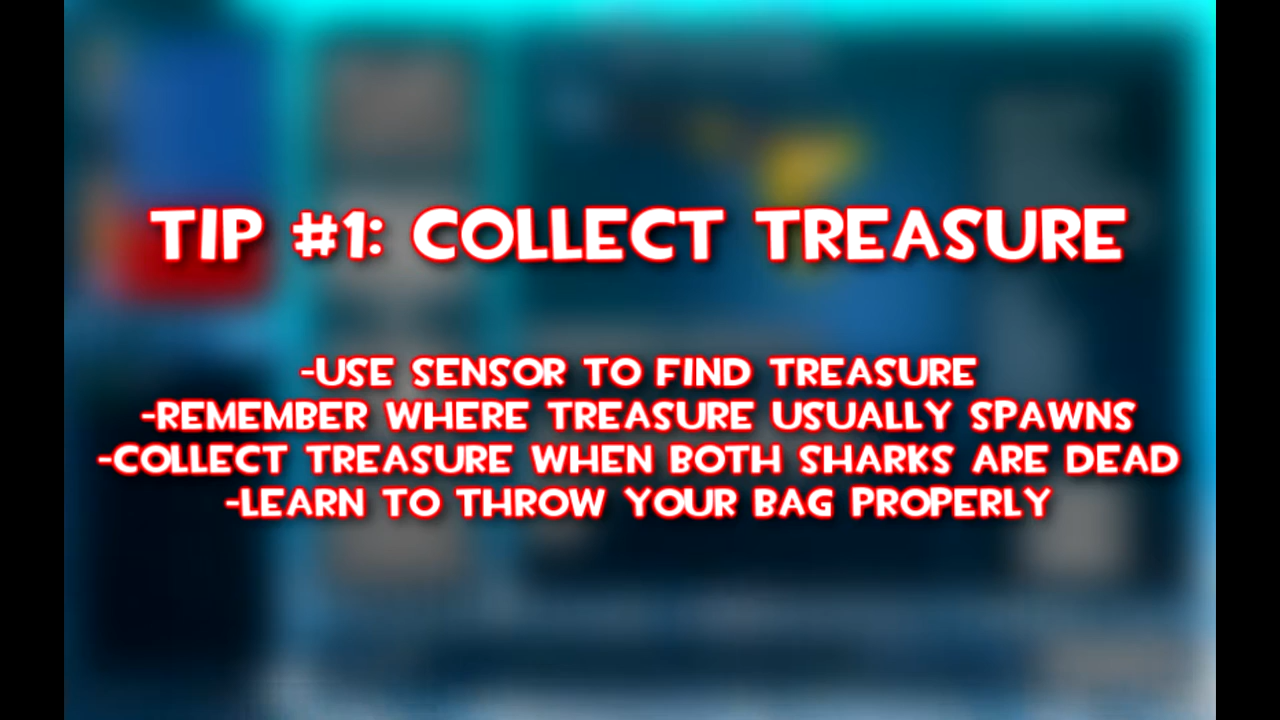 TIP #1: COLLECT TREASURE
-USE SENSOR TO FIND TREASURE
-REMEMBER WHERE TREASURE USUALLY SPAWNS
-COLLECT TREASURE WHEN BOTH SHARKS ARE DEAD
-LEARN TO THROW YOUR BAG PROPERLY